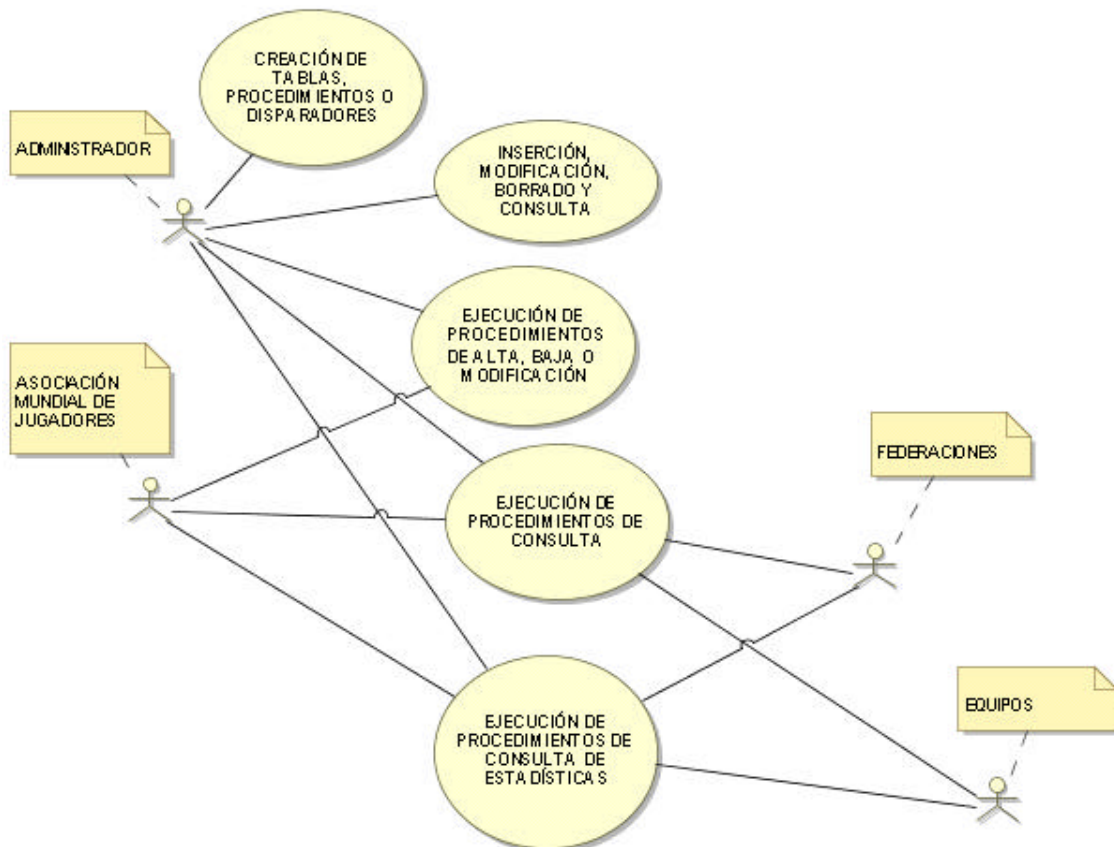 CREACIÓN DE
TABLAS,
PROCEDIMIENTOS O
DISPARADORES
ADMINISTRADOR
INSERCIÓN,
MODIFICACIÓN,
BORRADO Y
CONSULTA
EJECUCIÓN DE
PROCEDIMIENTOS
DE ALTA, BAJA O
MODIFICACIÓN
ASOCIACIÓN
MUNDIAL DE
JUGADORES
FEDERACIONES
EJECUCIÓN DE
PROCEDIMIENTOS DE
CONSULTA
EQUIPOS
EJECUCIÓN DE
PROCEDIMIENTOS DE
CONSULTA DE
ESTADÍSTICAS